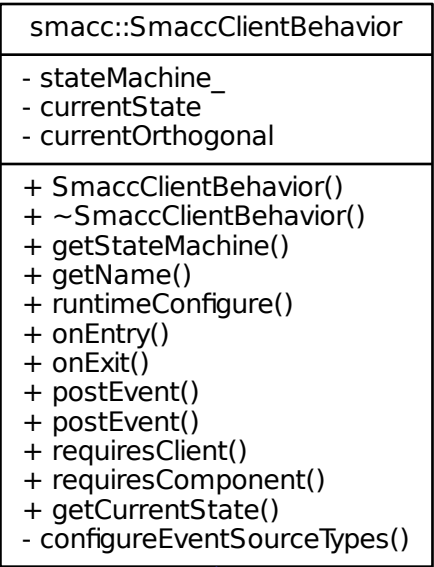 smacc::SmaccClientBehavior
- stateMachine_
- currentState
- currentOrthogonal
+ SmaccClientBehavior()
+ ~SmaccClientBehavior()
+ getStateMachine()
+ getName()
+ runtimeConfigure()
+ onEntry()
+ onExit()
+ postEvent()
+ postEvent()
+ requiresClient()
+ requiresComponent()
+ getCurrentState()
- configureEventSourceTypes()